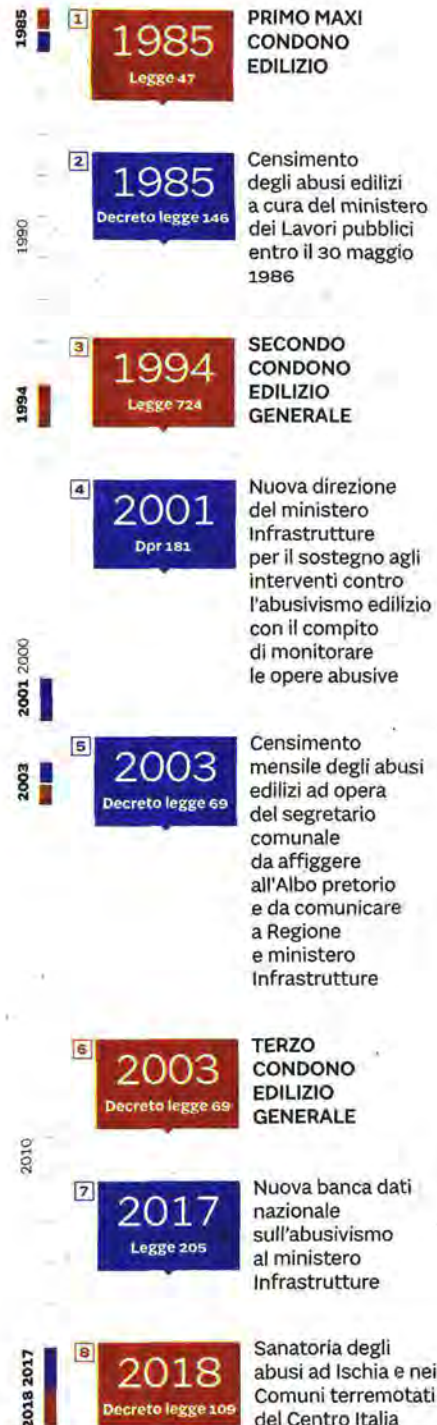 1985
1
1985
Legge 47
PRIMO MAXI
CONDONO
EDILIZIO
2
1985
Decreto legge 146
Censimento
degli abusi edilizi
a cura del ministero
dei Lavori pubblici
entro il 30 maggio
1986
1990
3
1994
Legge 724
SECONDO
CONDONO
EDILIZIO
GENERALE
1994
4
2001
Dpr 181
Nuova direzione
del ministero
Infrastrutture
per il sostegno agli
interventi contro
l'abusivismo edilizio
con il compito
di monitorare
le opere abusive
2001 2000
5
2003
Decreto legge 69
Censimento
mensile degli abusi
edilizi ad opera
del segretario
comunale
da affiggere
all'Albo pretorio
e da comunicare
a Regione
e ministero
Infrastrutture
2003
6
2003
Decreto legge 69
TERZO
CONDONO
EDILIZIO
GENERALE
2010
7
2017
Legge 205
Nuova banca dati
nazionale
sull'abusivismo
al ministero
Infrastrutture
8
2018
Decreto legge 109
Sanatoria degli
abusi ad Ischia e nei
Comuni terremotati
del Centro Italia
2018 2017